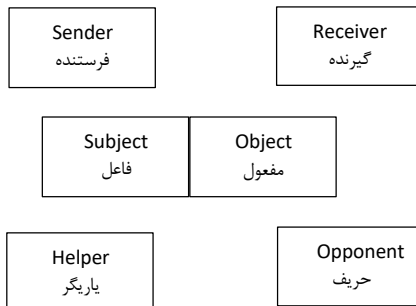 Sender
فرستنده
Receiver
گیرنده
Subject
فاعل
Object
مفعول
Helper
یاریگر
Opponent
حریف